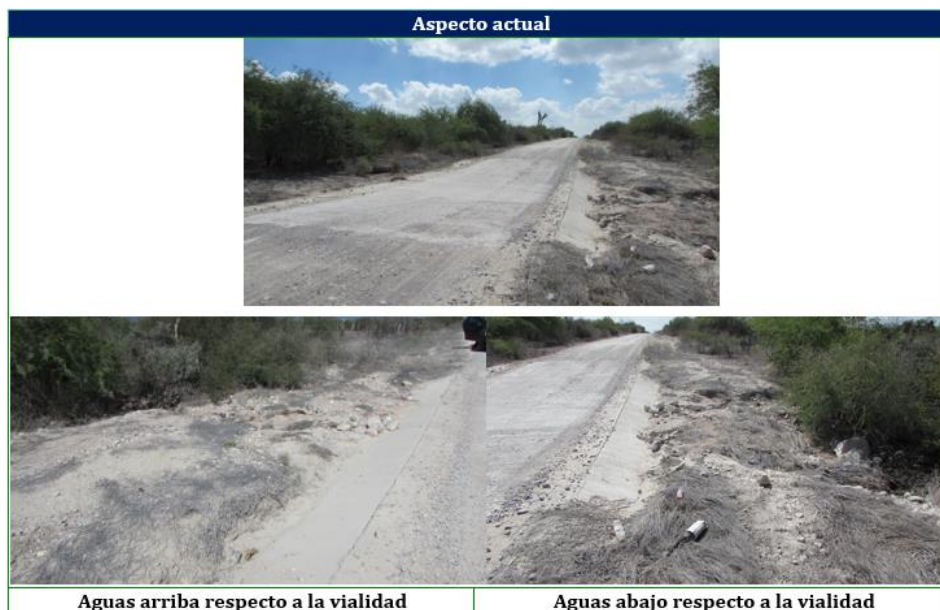 Aspecto actual
Aguas arriba respecto a la vialidad
Aguas abajo respecto a la vialidad